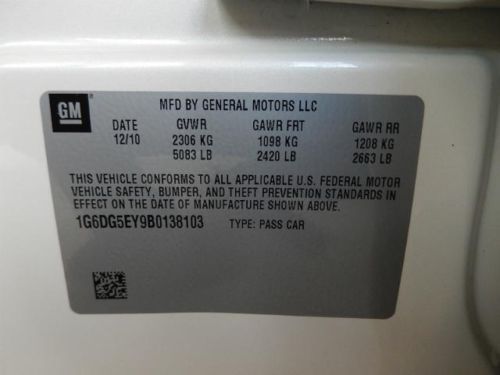 GM
MFD BY GENERAL MOTORS LLC
DATE GVWR GAWR FRT GAWR RR
12/10 2306 KG 1098 KG 1208 KG
5083 LB 2420 LB 2663 LB
THIS VEHICLE CONFORMS TO ALL APPLICABLE U.S. FEDERAL MOTOR
VEHICLE SAFETY, BUMPER, AND THEFT PREVENTION STANDARDS IN
EFFECT ON THE DATE OF MANUFACTURE SHOWN ABOVE.
1G6DG5EY9B0138103 TYPE: PASS CAR